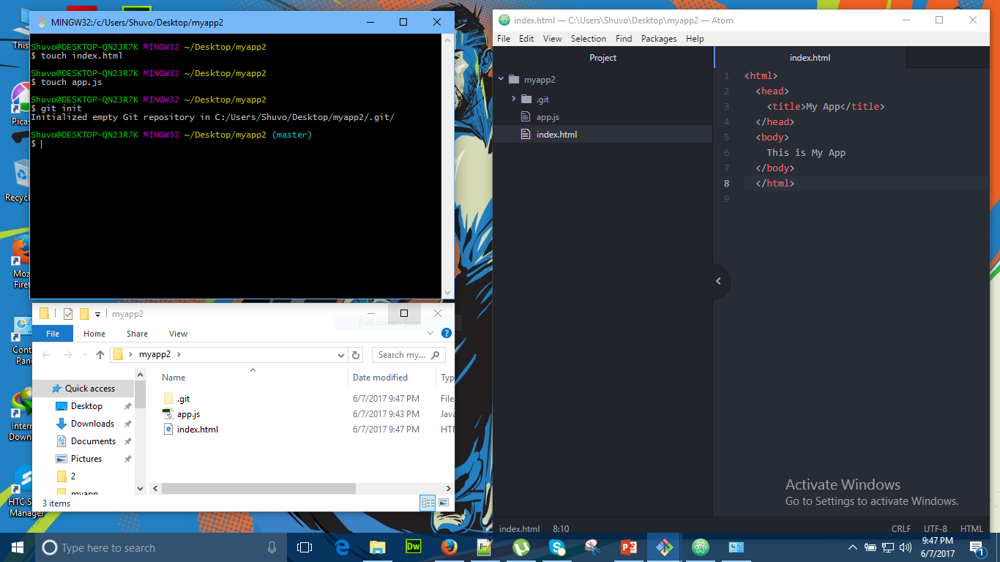 MINGW32:/c/Users/Shuvo/Desktop/myapp2
Shuvo@DESKTOP-QN23R7K MINGW32 ~/Desktop/myapp2
$ touch index.html
Shuvo@DESKTOP-QN23R7K MINGW32 ~/Desktop/myapp2
$ touch app.js
Shuvo@DESKTOP-QN23R7K MINGW32 ~/Desktop/myapp2
$ git init
Initialized empty Git repository in C:/Users/Shuvo/Desktop/myapp2/.git/
Shuvo@DESKTOP-QN23R7K MINGW32 ~/Desktop/myapp2 (master)
$
This
Picas
Recycl
Moz
Firef
Cont
Pane
Intern
Down
HTC S
Manager
myapp2
Full-screen Snip
File Home Share View
myapp2
Search my...
Name Date modified Typ
Quick access
Desktop
Downloads
Documents
Pictures
2
myapp
.git 6/7/2017 9:47 PM File
app.js 6/7/2017 9:43 PM Java
index.html 6/7/2017 9:47 PM HTM
3 items
index.html — C:\Users\Shuvo\Desktop\myapp2 — Atom
File Edit View Selection Find Packages Help
Project
myapp2
.git
app.js
index.html
index.html
1 <html>
2 <head>
3 <title>My App</title>
4 </head>
5 <body>
6 This is My App
7 </body>
8 </html>
9
Activate Windows
Go to Settings to activate Windows.
index.html 8:10 CRLF UTF-8 HTML
Type here to search
Dw
9:47 PM
6/7/2017
1